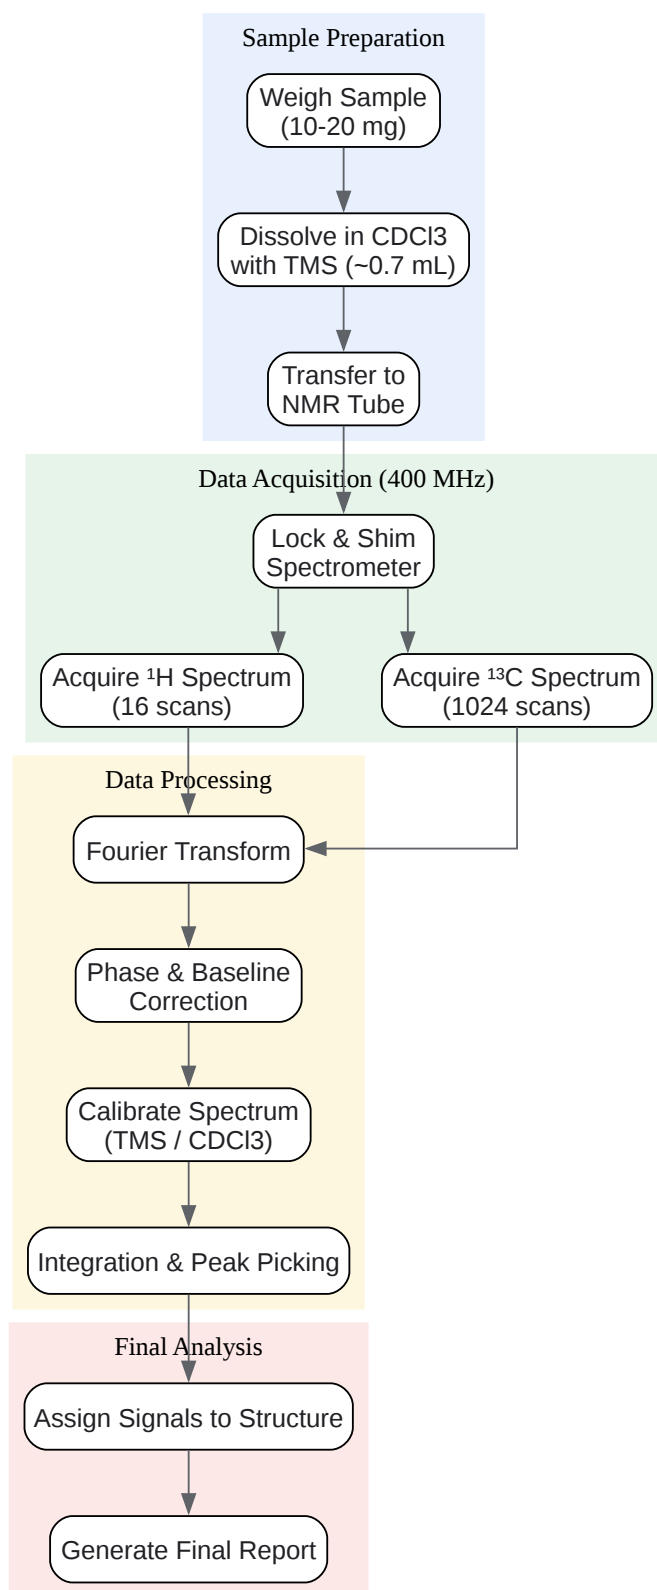 Sample Preparation
Weigh Sample
(10-20 mg)
Dissolve in CDCl3
with TMS (~0.7 mL)
Transfer to
NMR Tube
Data Acquisition (400 MHz)
Lock & Shim
Spectrometer
Acquire ¹H Spectrum
(16 scans)
Acquire ¹³C Spectrum
(1024 scans)
Data Processing
Fourier Transform
Phase & Baseline
Correction
Calibrate Spectrum
(TMS / CDCl3)
Integration & Peak Picking
Final Analysis
Assign Signals to Structure
Generate Final Report